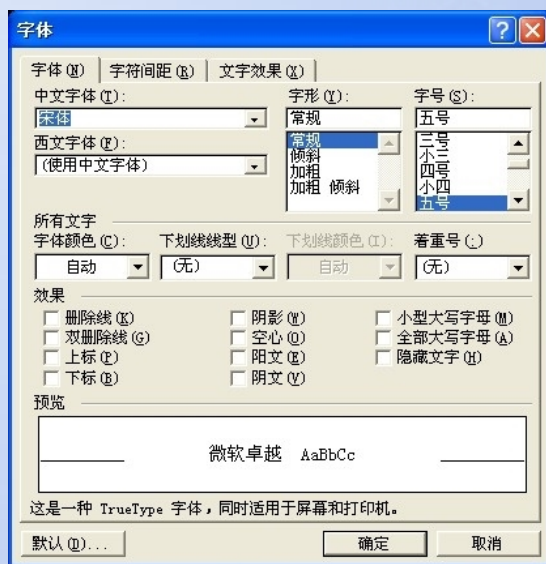 字体
字体(N) 字符间距(R) 文字效果(X)
中文字体(T): 字形(Y): 字号(S):
宋体 常规 五号
西文字体(F): 常规 三号
(使用中文字体) 倾斜 小三
加粗 四号
加粗 倾斜 小四
五号
所有文字
字体颜色(C): 下划线线型(U): 下划线颜色(I): 着重号(·)
自动 (无) 自动 (无)
效果
删除线(K) 阴影(W) 小型大写字母(M)
双删除线(G) 空心(O) 全部大写字母(A)
上标(P) 阳文(E) 隐藏文字(H)
下标(B) 阴文(V)
预览
微软卓越 AaBbCc
这是一种 TrueType 字体，同时适用于屏幕和打印机。
默认(D)... 确定 取消